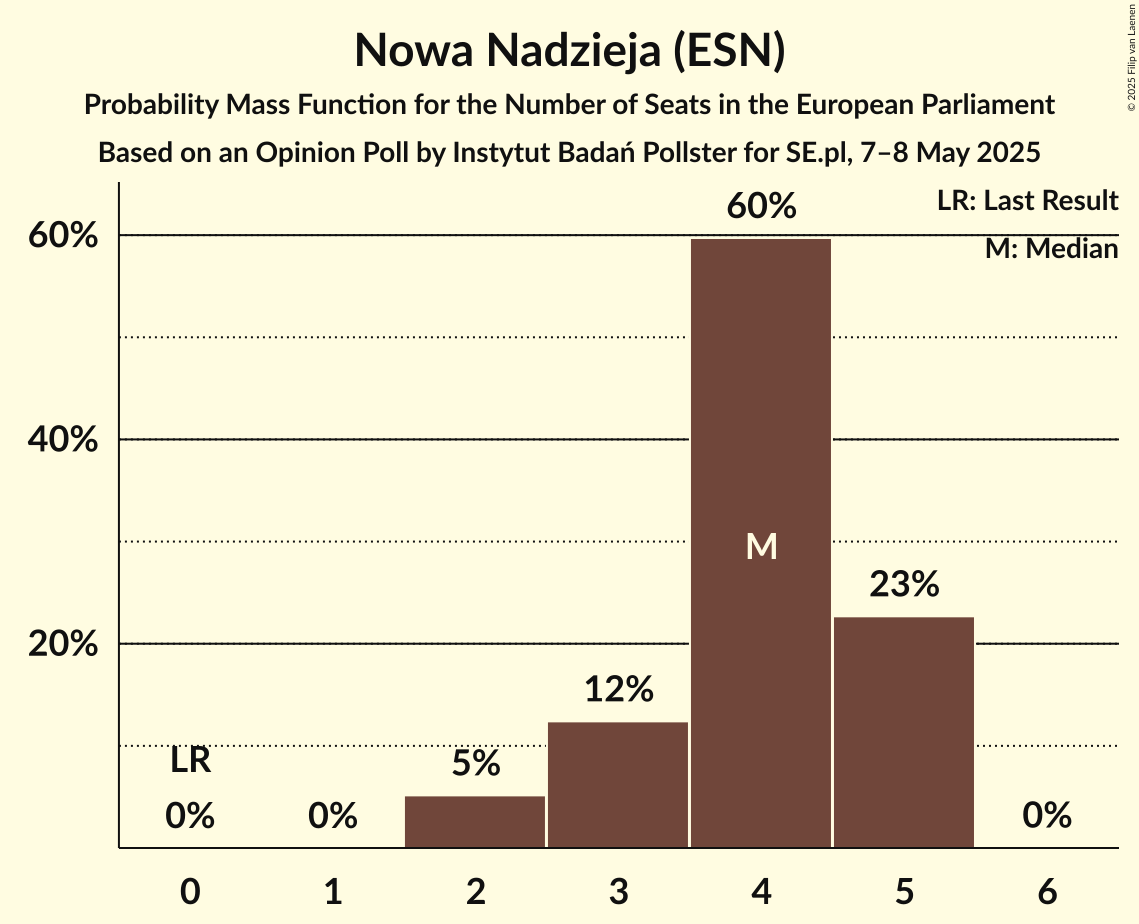 Nowa Nadzieja (ESN)
Probability Mass Function for the Number of Seats in the European Parliament
Based on an Opinion Poll by Instytut Badań Pollster for SE.pl, 7–8 May 2025
© 2025 Filip van Laenen
LR: Last Result
M: Median
60%
40%
20%
LR
0%
0%
5%
12%
60%
M
23%
0%
0 1 2 3 4 5 6